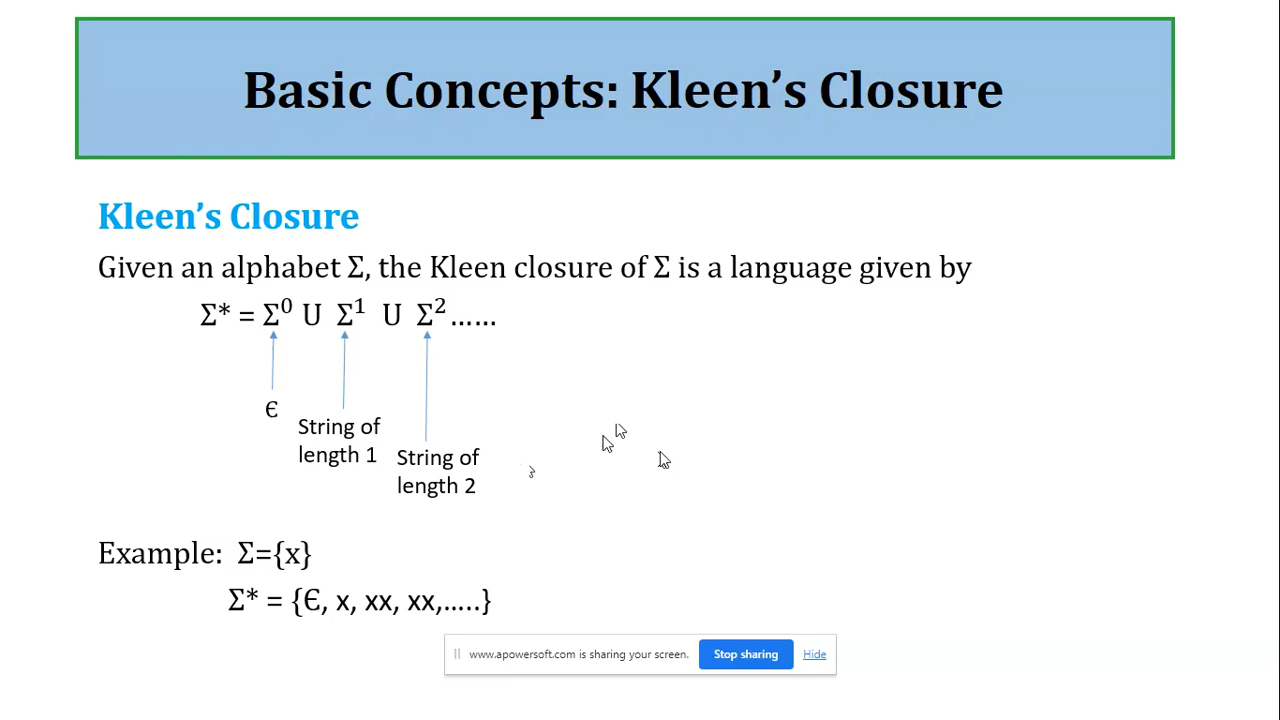 Basic Concepts: Kleen’s Closure
Kleen’s Closure
Given an alphabet Σ, the Kleen closure of Σ is a language given by
Σ* = Σ⁰ U Σ¹ U Σ² ……
Є
String of
length 1
String of
length 2
Example: Σ={x}
Σ* = {Є, x, xx, xx,…..}
www.apowersoft.com is sharing your screen.
Stop sharing
Hide